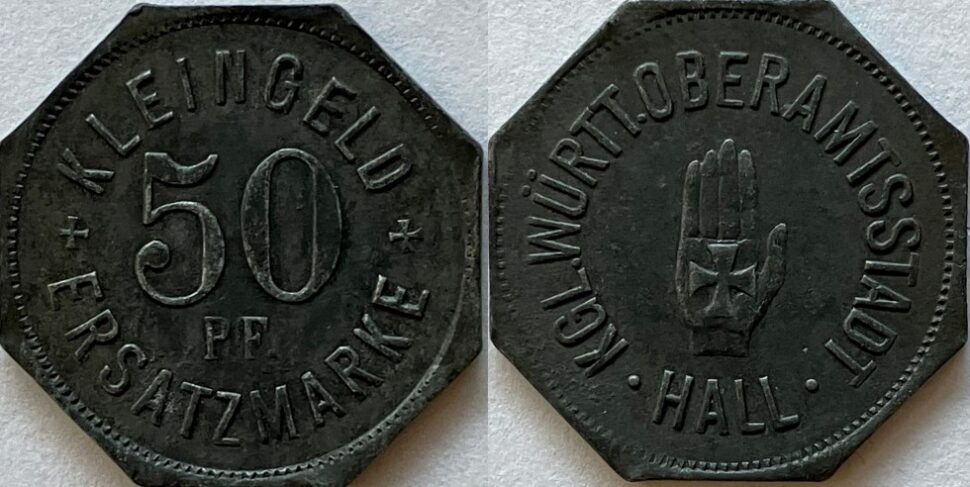 KLEINGELD
50
PF.
ERSATZMARKE
KGL.WÜRTT.OBERAMTSSTADT
· HALL ·